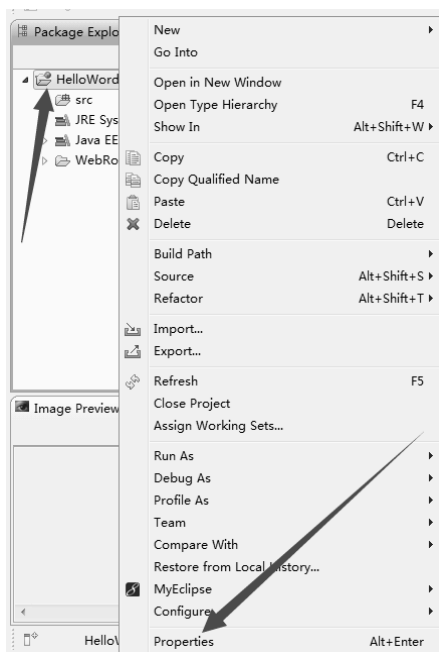 Package Explo
HelloWord
src
JRE Sys
Java EE
WebRo
Image Preview
New
Go Into
Open in New Window
Open Type Hierarchy F4
Show In Alt+Shift+W
Copy Ctrl+C
Copy Qualified Name
Paste Ctrl+V
Delete Delete
Build Path
Source Alt+Shift+S
Refactor Alt+Shift+T
Import...
Export...
Refresh F5
Close Project
Assign Working Sets...
Run As
Debug As
Profile As
Team
Compare With
Restore from Local History...
MyEclipse
Configure
Properties Alt+Enter